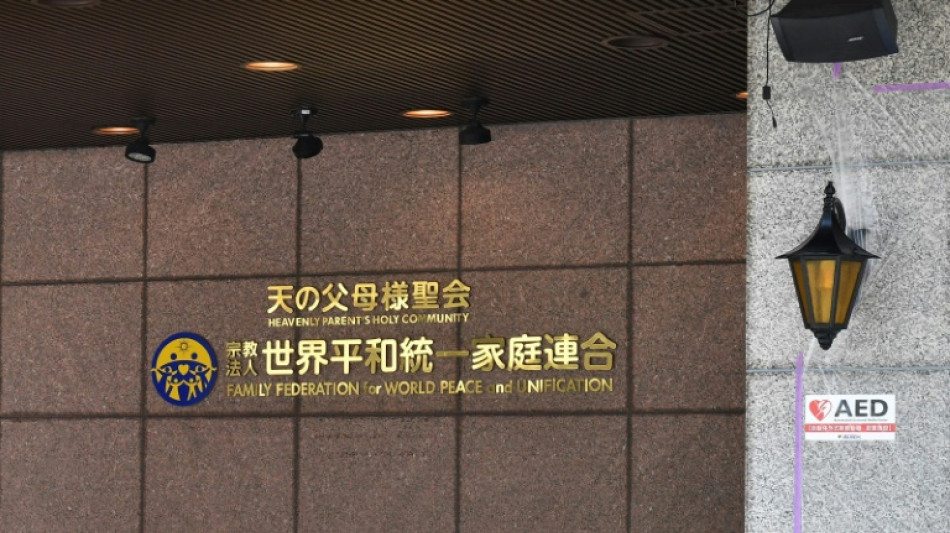 天の父母様聖会
HEAVENLY PARENT'S HOLY COMMUNITY
宗教法人 世界平和統一家庭連合
FAMILY FEDERATION for WORLD PEACE and UNIFICATION
BOSE
AED